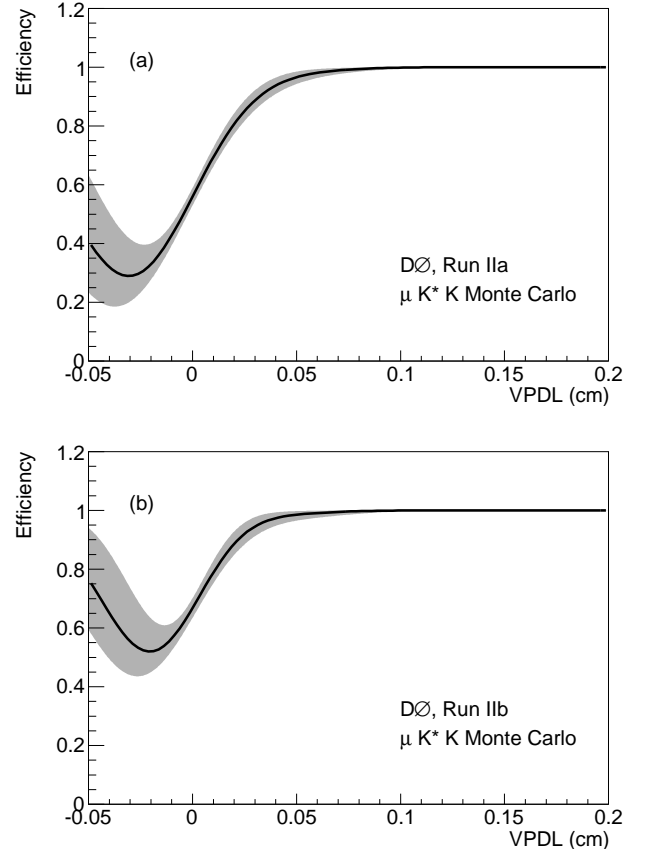 Efficiency
1.2
1
0.8
0.6
0.4
0.2
0
(a)
DØ, Run IIa
μ K* K Monte Carlo
-0.05 0 0.05 0.1 0.15 0.2
VPDL (cm)
Efficiency
1.2
1
0.8
0.6
0.4
0.2
0
(b)
DØ, Run IIb
μ K* K Monte Carlo
-0.05 0 0.05 0.1 0.15 0.2
VPDL (cm)